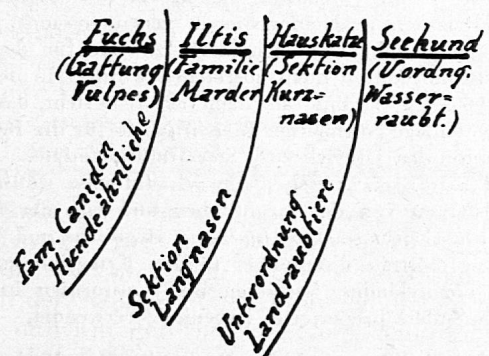 Fuchs
(Gattung
Vulpes)
Iltis
(Familie
Marder
Hauskatze
(Sektion
Kurz=
nasen)
Seehund
(U.ordng.
Wasser=
raubt.)
Fam. Caniden
Hundeähnliche
Sektion
Langnasen
Unterordnung
Landraubtiere